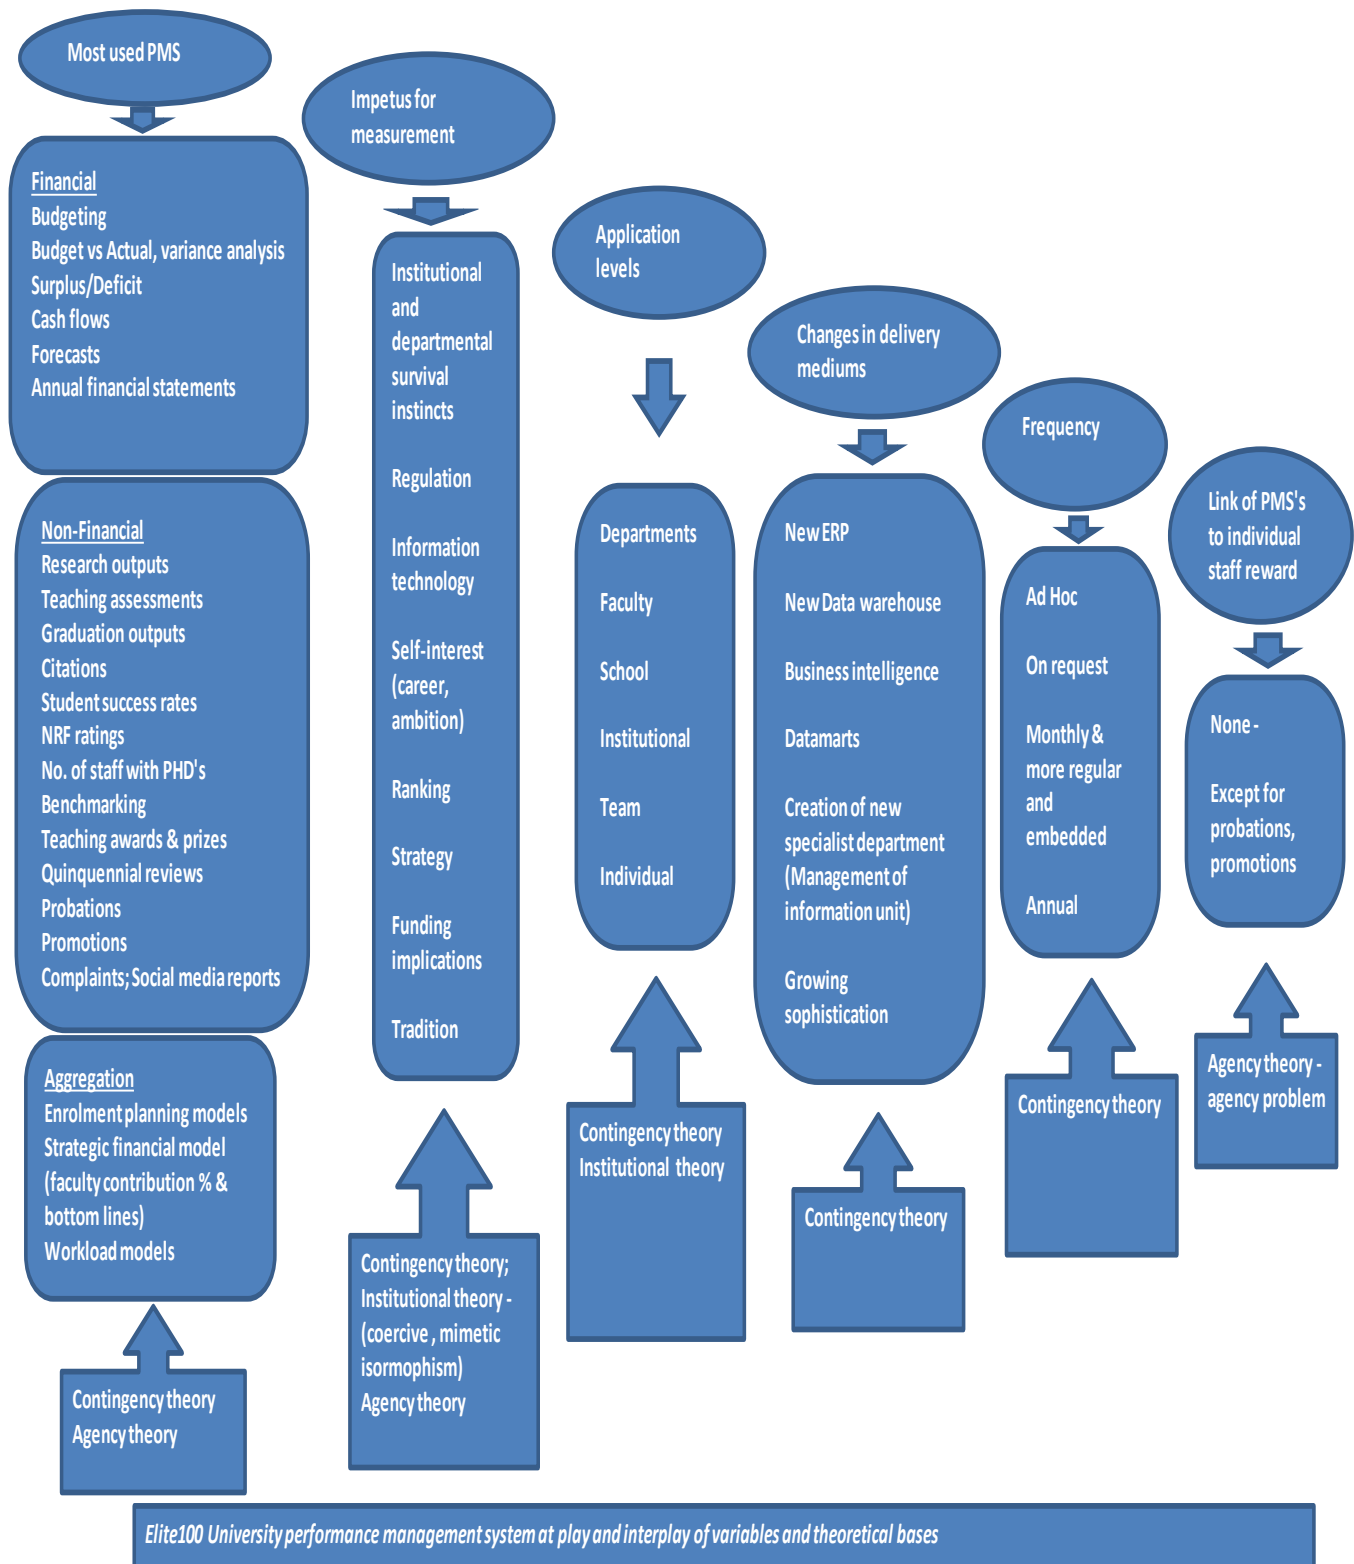 Most used PMS
Financial
Budgeting
Budget vs Actual, variance analysis
Surplus/Deficit
Cash flows
Forecasts
Annual financial statements
Non-Financial
Research outputs
Teaching assessments
Graduation outputs
Citations
Student success rates
NRF ratings
No. of staff with PHD's
Benchmarking
Teaching awards & prizes
Quinquennial reviews
Probations
Promotions
Complaints; Social media reports
Aggregation
Enrolment planning models
Strategic financial model
(faculty contribution % &
bottom lines)
Workload models
Contingency theory
Agency theory
Impetus for
measurement
Institutional
and
departmental
survival
instincts
Regulation
Information
technology
Self-interest
(career,
ambition)
Ranking
Strategy
Funding
implications
Tradition
Contingency theory;
Institutional theory -
(coercive , mimetic
isormophism)
Agency theory
Application
levels
Departments
Faculty
School
Institutional
Team
Individual
Contingency theory
Institutional theory
Changes in delivery
mediums
New ERP
New Data warehouse
Business intelligence
Datamarts
Creation of new
specialist department
(Management of
information unit)
Growing
sophistication
Contingency theory
Frequency
Ad Hoc
On request
Monthly &
more regular
and
embedded
Annual
Contingency theory
Link of PMS's
to individual
staff reward
None -
Except for
probations,
promotions
Agency theory -
agency problem
Elite100 University performance management system at play and interplay of variables and theoretical bases